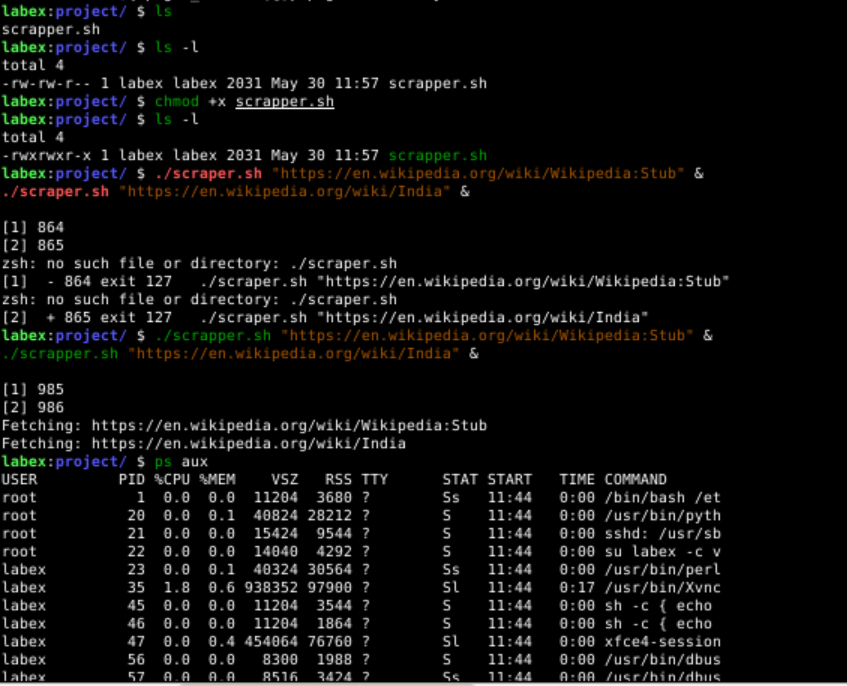 labex:project/ $ ls
scrapper.sh
labex:project/ $ ls -l
total 4
-rw-rw-r-- 1 labex labex 2031 May 30 11:57 scrapper.sh
labex:project/ $ chmod +x scrapper.sh
labex:project/ $ ls -l
total 4
-rwxrwxr-x 1 labex labex 2031 May 30 11:57 scrapper.sh
labex:project/ $ ./scraper.sh "https://en.wikipedia.org/wiki/Wikipedia:Stub" &
./scraper.sh "https://en.wikipedia.org/wiki/India" &
[1] 864
[2] 865
zsh: no such file or directory: ./scraper.sh
[1]  - 864 exit 127   ./scraper.sh "https://en.wikipedia.org/wiki/Wikipedia:Stub"
zsh: no such file or directory: ./scraper.sh
[2]  + 865 exit 127   ./scraper.sh "https://en.wikipedia.org/wiki/India"
labex:project/ $ ./scrapper.sh "https://en.wikipedia.org/wiki/Wikipedia:Stub" &
./scrapper.sh "https://en.wikipedia.org/wiki/India" &
[1] 985
[2] 986
Fetching: https://en.wikipedia.org/wiki/Wikipedia:Stub
Fetching: https://en.wikipedia.org/wiki/India
labex:project/ $ ps aux
USER         PID %CPU %MEM    VSZ   RSS TTY      STAT START   TIME COMMAND
root           1  0.0  0.0  11204  3680 ?        Ss   11:44   0:00 /bin/bash /et
root          20  0.0  0.1  40824 28212 ?        S    11:44   0:00 /usr/bin/pyth
root          21  0.0  0.0  15424  9544 ?        S    11:44   0:00 sshd: /usr/sb
root          22  0.0  0.0  14040  4292 ?        S    11:44   0:00 su labex -c v
labex         23  0.0  0.1  40324 30564 ?        Ss   11:44   0:00 /usr/bin/perl
labex         35  1.8  0.6 938352 97900 ?        Sl   11:44   0:17 /usr/bin/Xvnc
labex         45  0.0  0.0  11204  3544 ?        S    11:44   0:00 sh -c { echo
labex         46  0.0  0.0  11204  1864 ?        S    11:44   0:00 sh -c { echo
labex         47  0.0  0.4 454064 76760 ?        Sl   11:44   0:00 xfce4-session
labex         56  0.0  0.0   8300  1988 ?        S    11:44   0:00 /usr/bin/dbus
labex         57  0.0  0.0   8516  3424 ?        Ss   11:44   0:00 /usr/bin/dbus